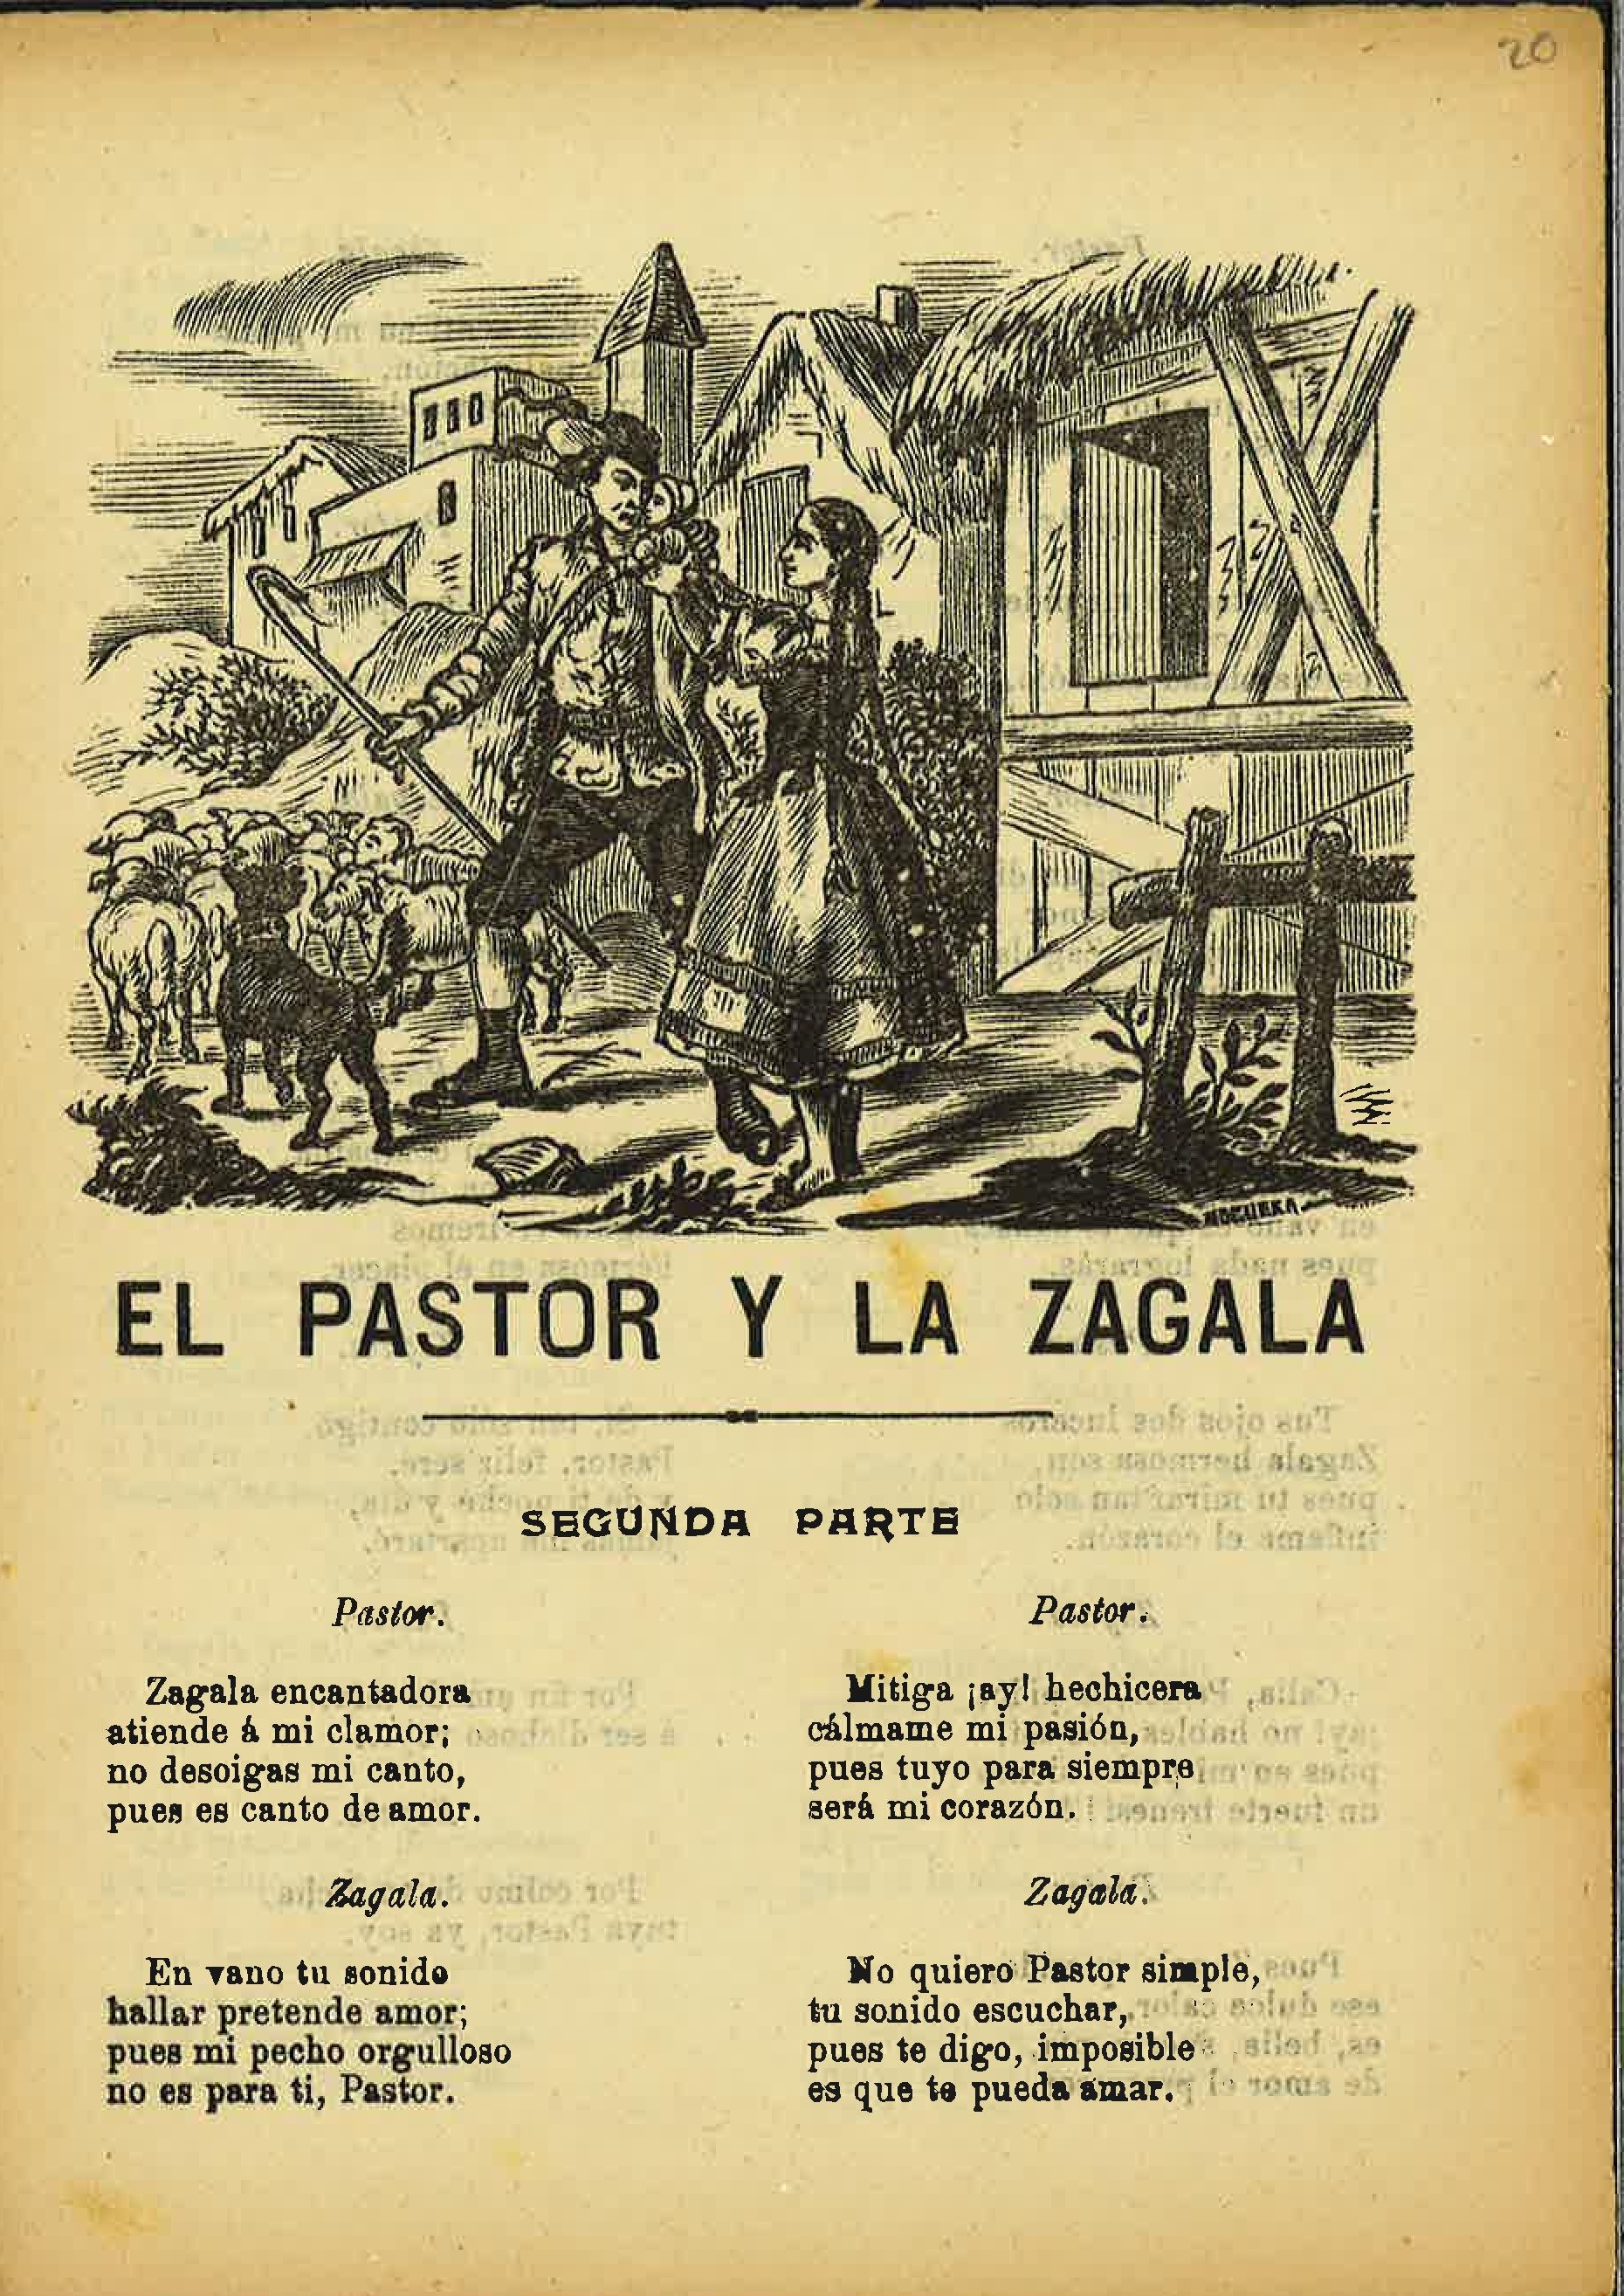 20
NOGUERA
EL PASTOR Y LA ZAGALA
SEGUNDA PARTE
Pastor.
Zagala encantadora
atiende á mi clamor;
no desoigas mi canto,
pues es canto de amor.
Zagala.
En vano tu sonido
hallar pretende amor;
pues mi pecho orgulloso
no es para ti, Pastor.
Pastor.
Mitiga ¡ay! hechicera
cálmame mi pasión,
pues tuyo para siempre
será mi corazón.
Zagala.
No quiero Pastor simple,
tu sonido escuchar,
pues te digo, imposible
es que te pueda amar.